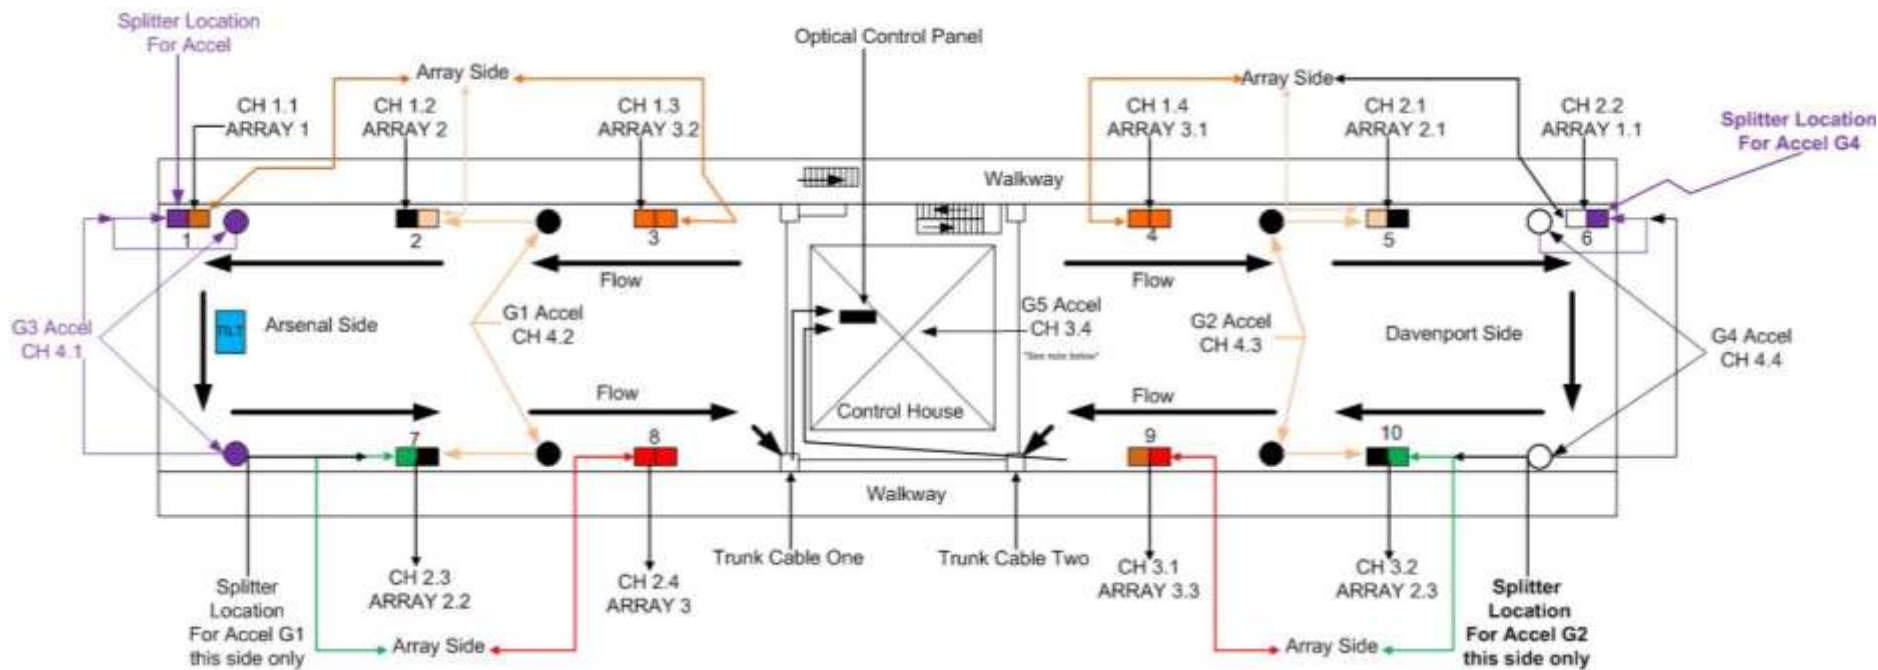 Splitter Location
For Accel
Optical Control Panel
Array Side
Array Side
CH 1.1
ARRAY 1
CH 1.2
ARRAY 2
CH 1.3
ARRAY 3.2
CH 1.4
ARRAY 3.1
CH 2.1
ARRAY 2.1
CH 2.2
ARRAY 1.1
Splitter Location
For Accel G4
Walkway
1
2
3
4
5
6
Flow
Flow
G3 Accel
CH 4.1
TILT
Arsenal Side
G1 Accel
CH 4.2
G5 Accel
CH 3.4
"See note below"
G2 Accel
CH 4.3
Davenport Side
G4 Accel
CH 4.4
Flow
Flow
Control House
7
8
9
10
Walkway
Trunk Cable One
Trunk Cable Two
CH 2.3
ARRAY 2.2
CH 2.4
ARRAY 3
CH 3.1
ARRAY 3.3
CH 3.2
ARRAY 2.3
Splitter
Location
For Accel G1
this side only
Array Side
Array Side
Splitter
Location
For Accel G2
this side only